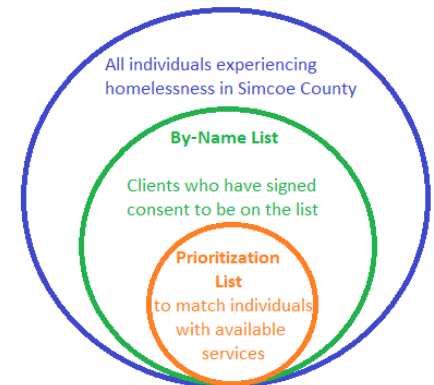 All individuals experiencing
homelessness in Simcoe County
By-Name List
Clients who have signed
consent to be on the list
Prioritization
List
to match individuals
with available
services